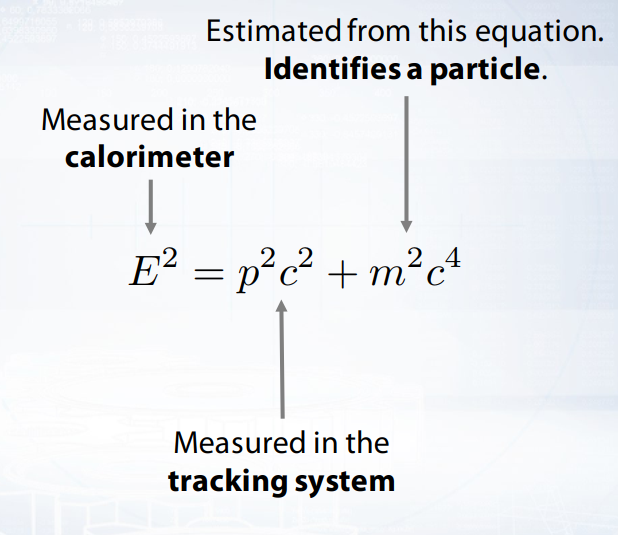 Estimated from this equation.
Identifies a particle.
Measured in the
calorimeter
E² = p²c² + m²c⁴
Measured in the
tracking system